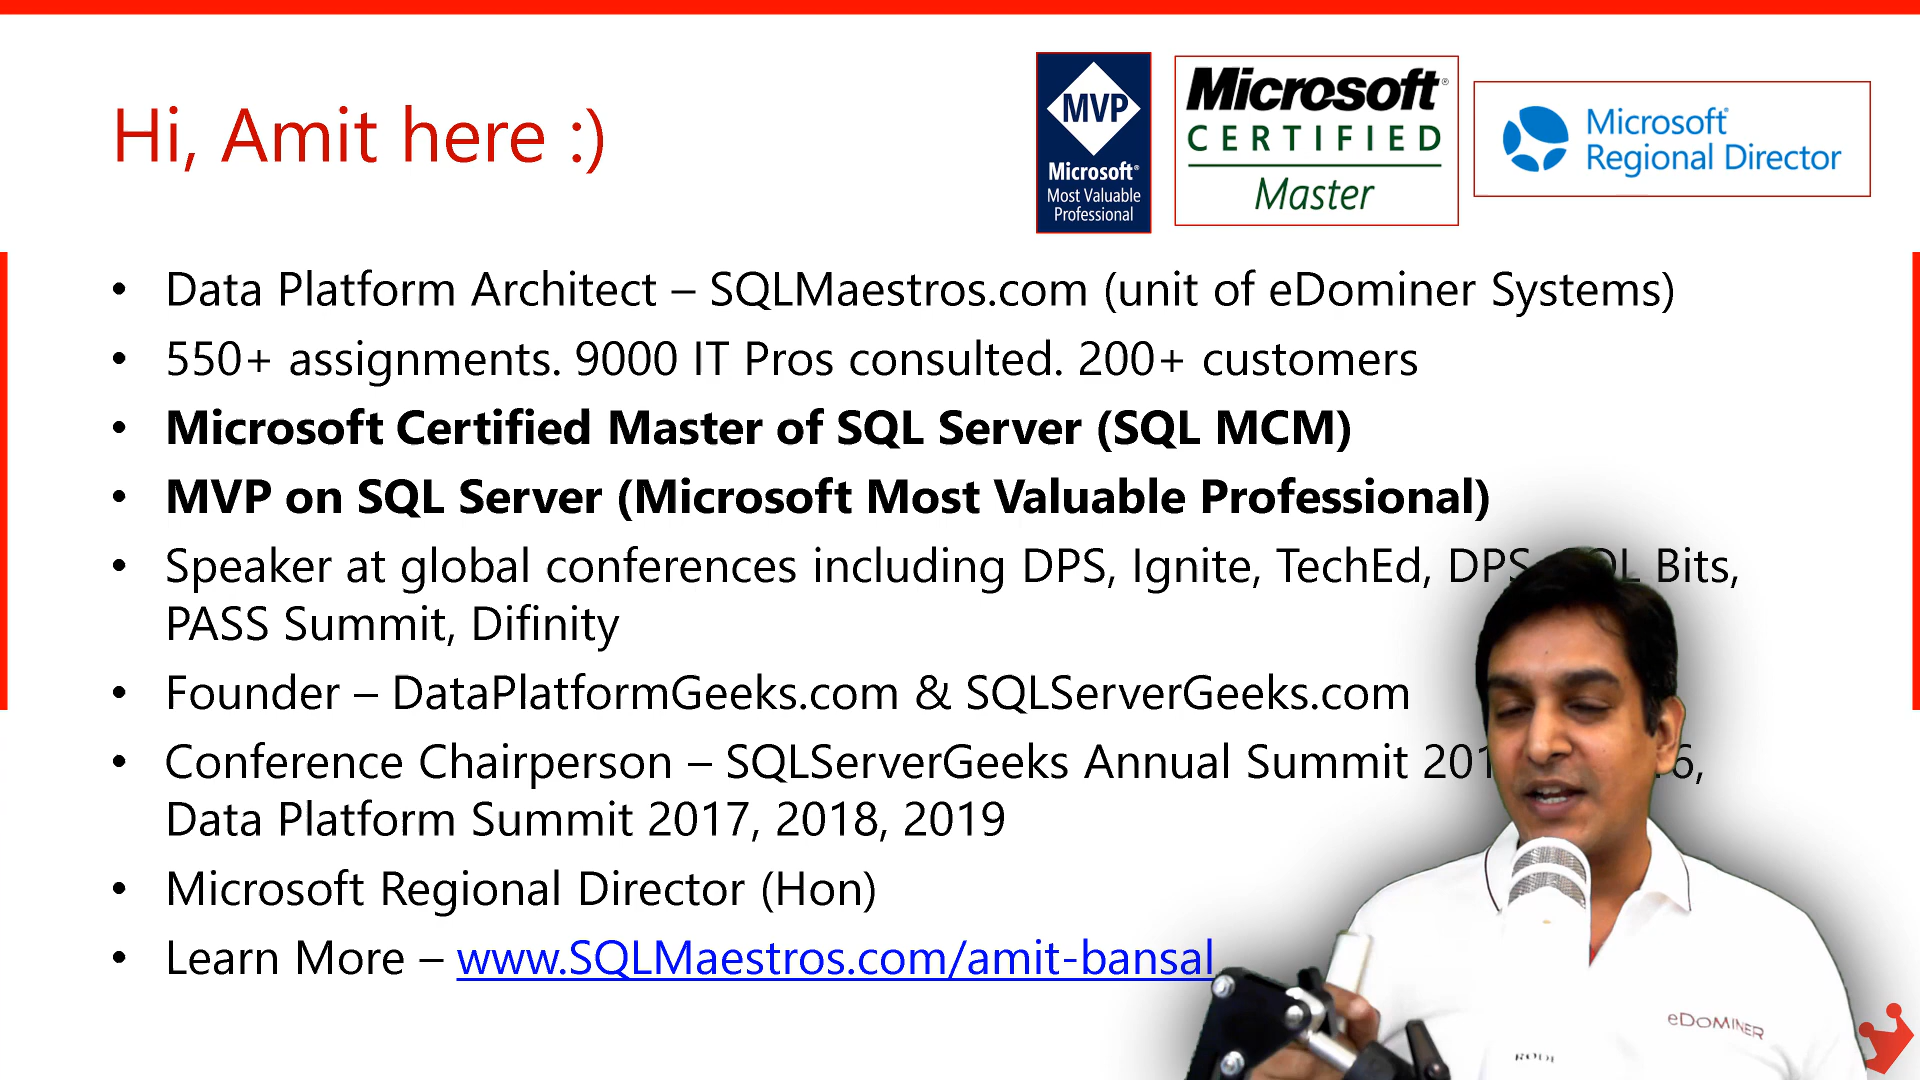 Hi, Amit here :)
MVP
Microsoft®
Most Valuable
Professional
Microsoft®
CERTIFIED
Master
Microsoft
Regional Director
• Data Platform Architect – SQLMaestros.com (unit of eDominer Systems)
• 550+ assignments. 9000 IT Pros consulted. 200+ customers
• Microsoft Certified Master of SQL Server (SQL MCM)
• MVP on SQL Server (Microsoft Most Valuable Professional)
• Speaker at global conferences including DPS, Ignite, TechEd, DPS, Bits,
PASS Summit, Difinity
• Founder – DataPlatformGeeks.com & SQLServerGeeks.com
• Conference Chairperson – SQLServerGeeks Annual Summit
Data Platform Summit 2017, 2018, 2019
• Microsoft Regional Director (Hon)
• Learn More – www.SQLMaestros.com/amit-bansal
eDOMINER
RODE